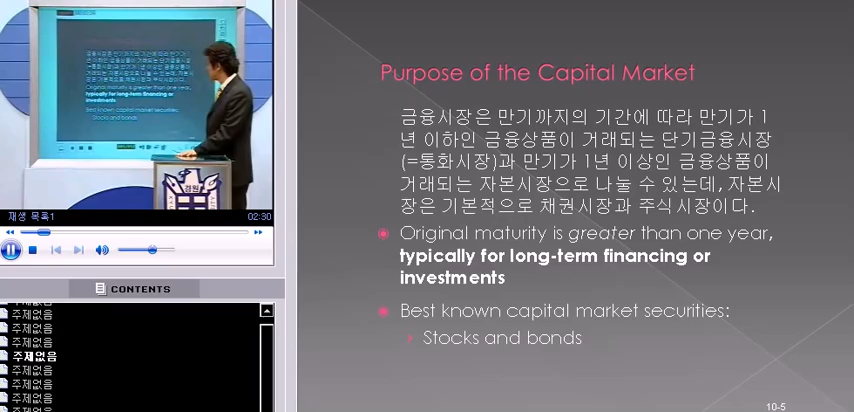 재생 목록1
02:30
CONTENTS
주제없음
주제없음
주제없음
주제없음
주제없음
주제없음
주제없음
Purpose of the Capital Market
금융시장은 만기까지의 기간에 따라 만기가 1
년 이하인 금융상품이 거래되는 단기금융시장
(=통화시장)과 만기가 1년 이상인 금융상품이
거래되는 자본시장으로 나눌 수 있는데, 자본시
장은 기본적으로 채권시장과 주식시장이다.
Original maturity is greater than one year,
typically for long-term financing or
investments
Best known capital market securities:
Stocks and bonds
10-5